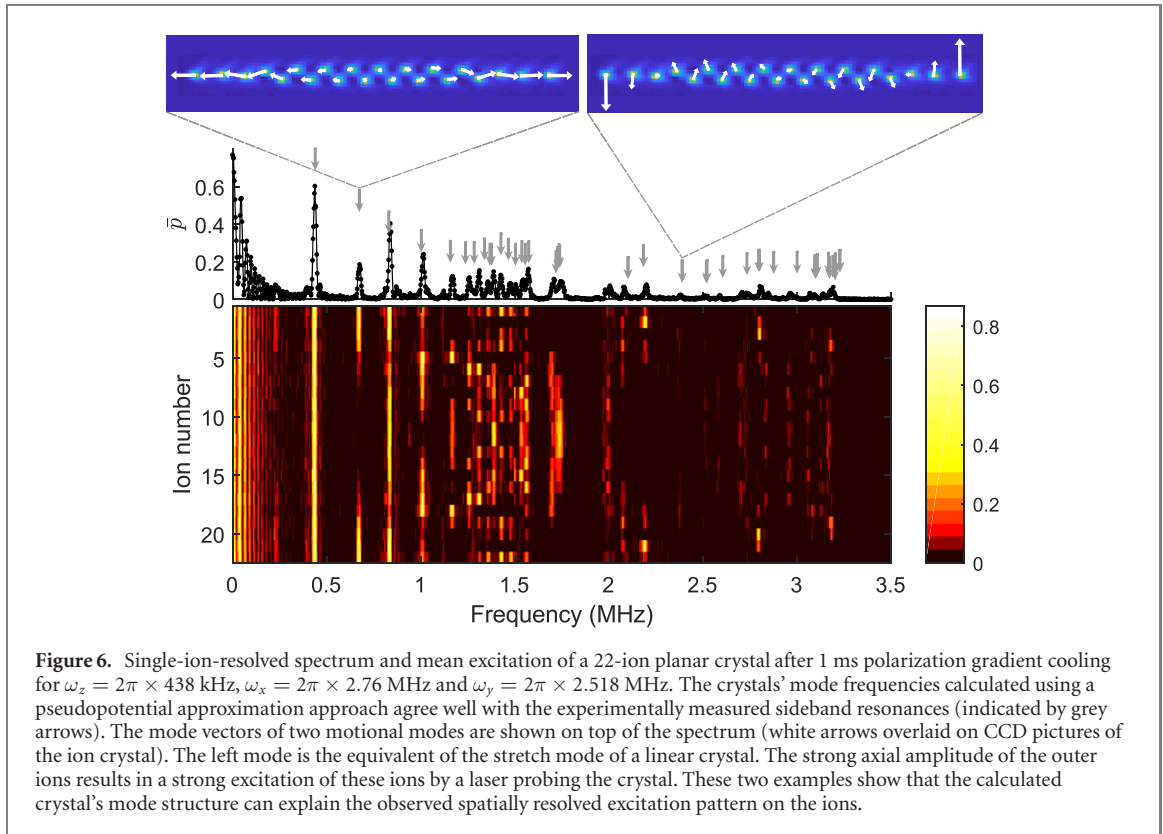 0.6
p̄
0.4
0.2
0
5
10
15
20
Ion number
0.8
0.6
0.4
0.2
0
0
0.5
1
1.5
2
2.5
3
3.5
Frequency (MHz)
Figure 6. Single-ion-resolved spectrum and mean excitation of a 22-ion planar crystal after 1 ms polarization gradient cooling
for ωz = 2π × 438 kHz, ωx = 2π × 2.76 MHz and ωy = 2π × 2.518 MHz. The crystals’ mode frequencies calculated using a
pseudopotential approximation approach agree well with the experimentally measured sideband resonances (indicated by grey
arrows). The mode vectors of two motional modes are shown on top of the spectrum (white arrows overlaid on CCD pictures of
the ion crystal). The left mode is the equivalent of the stretch mode of a linear crystal. The strong axial amplitude of the outer
ions results in a strong excitation of these ions by a laser probing the crystal. These two examples show that the calculated
crystal’s mode structure can explain the observed spatially resolved excitation pattern on the ions.